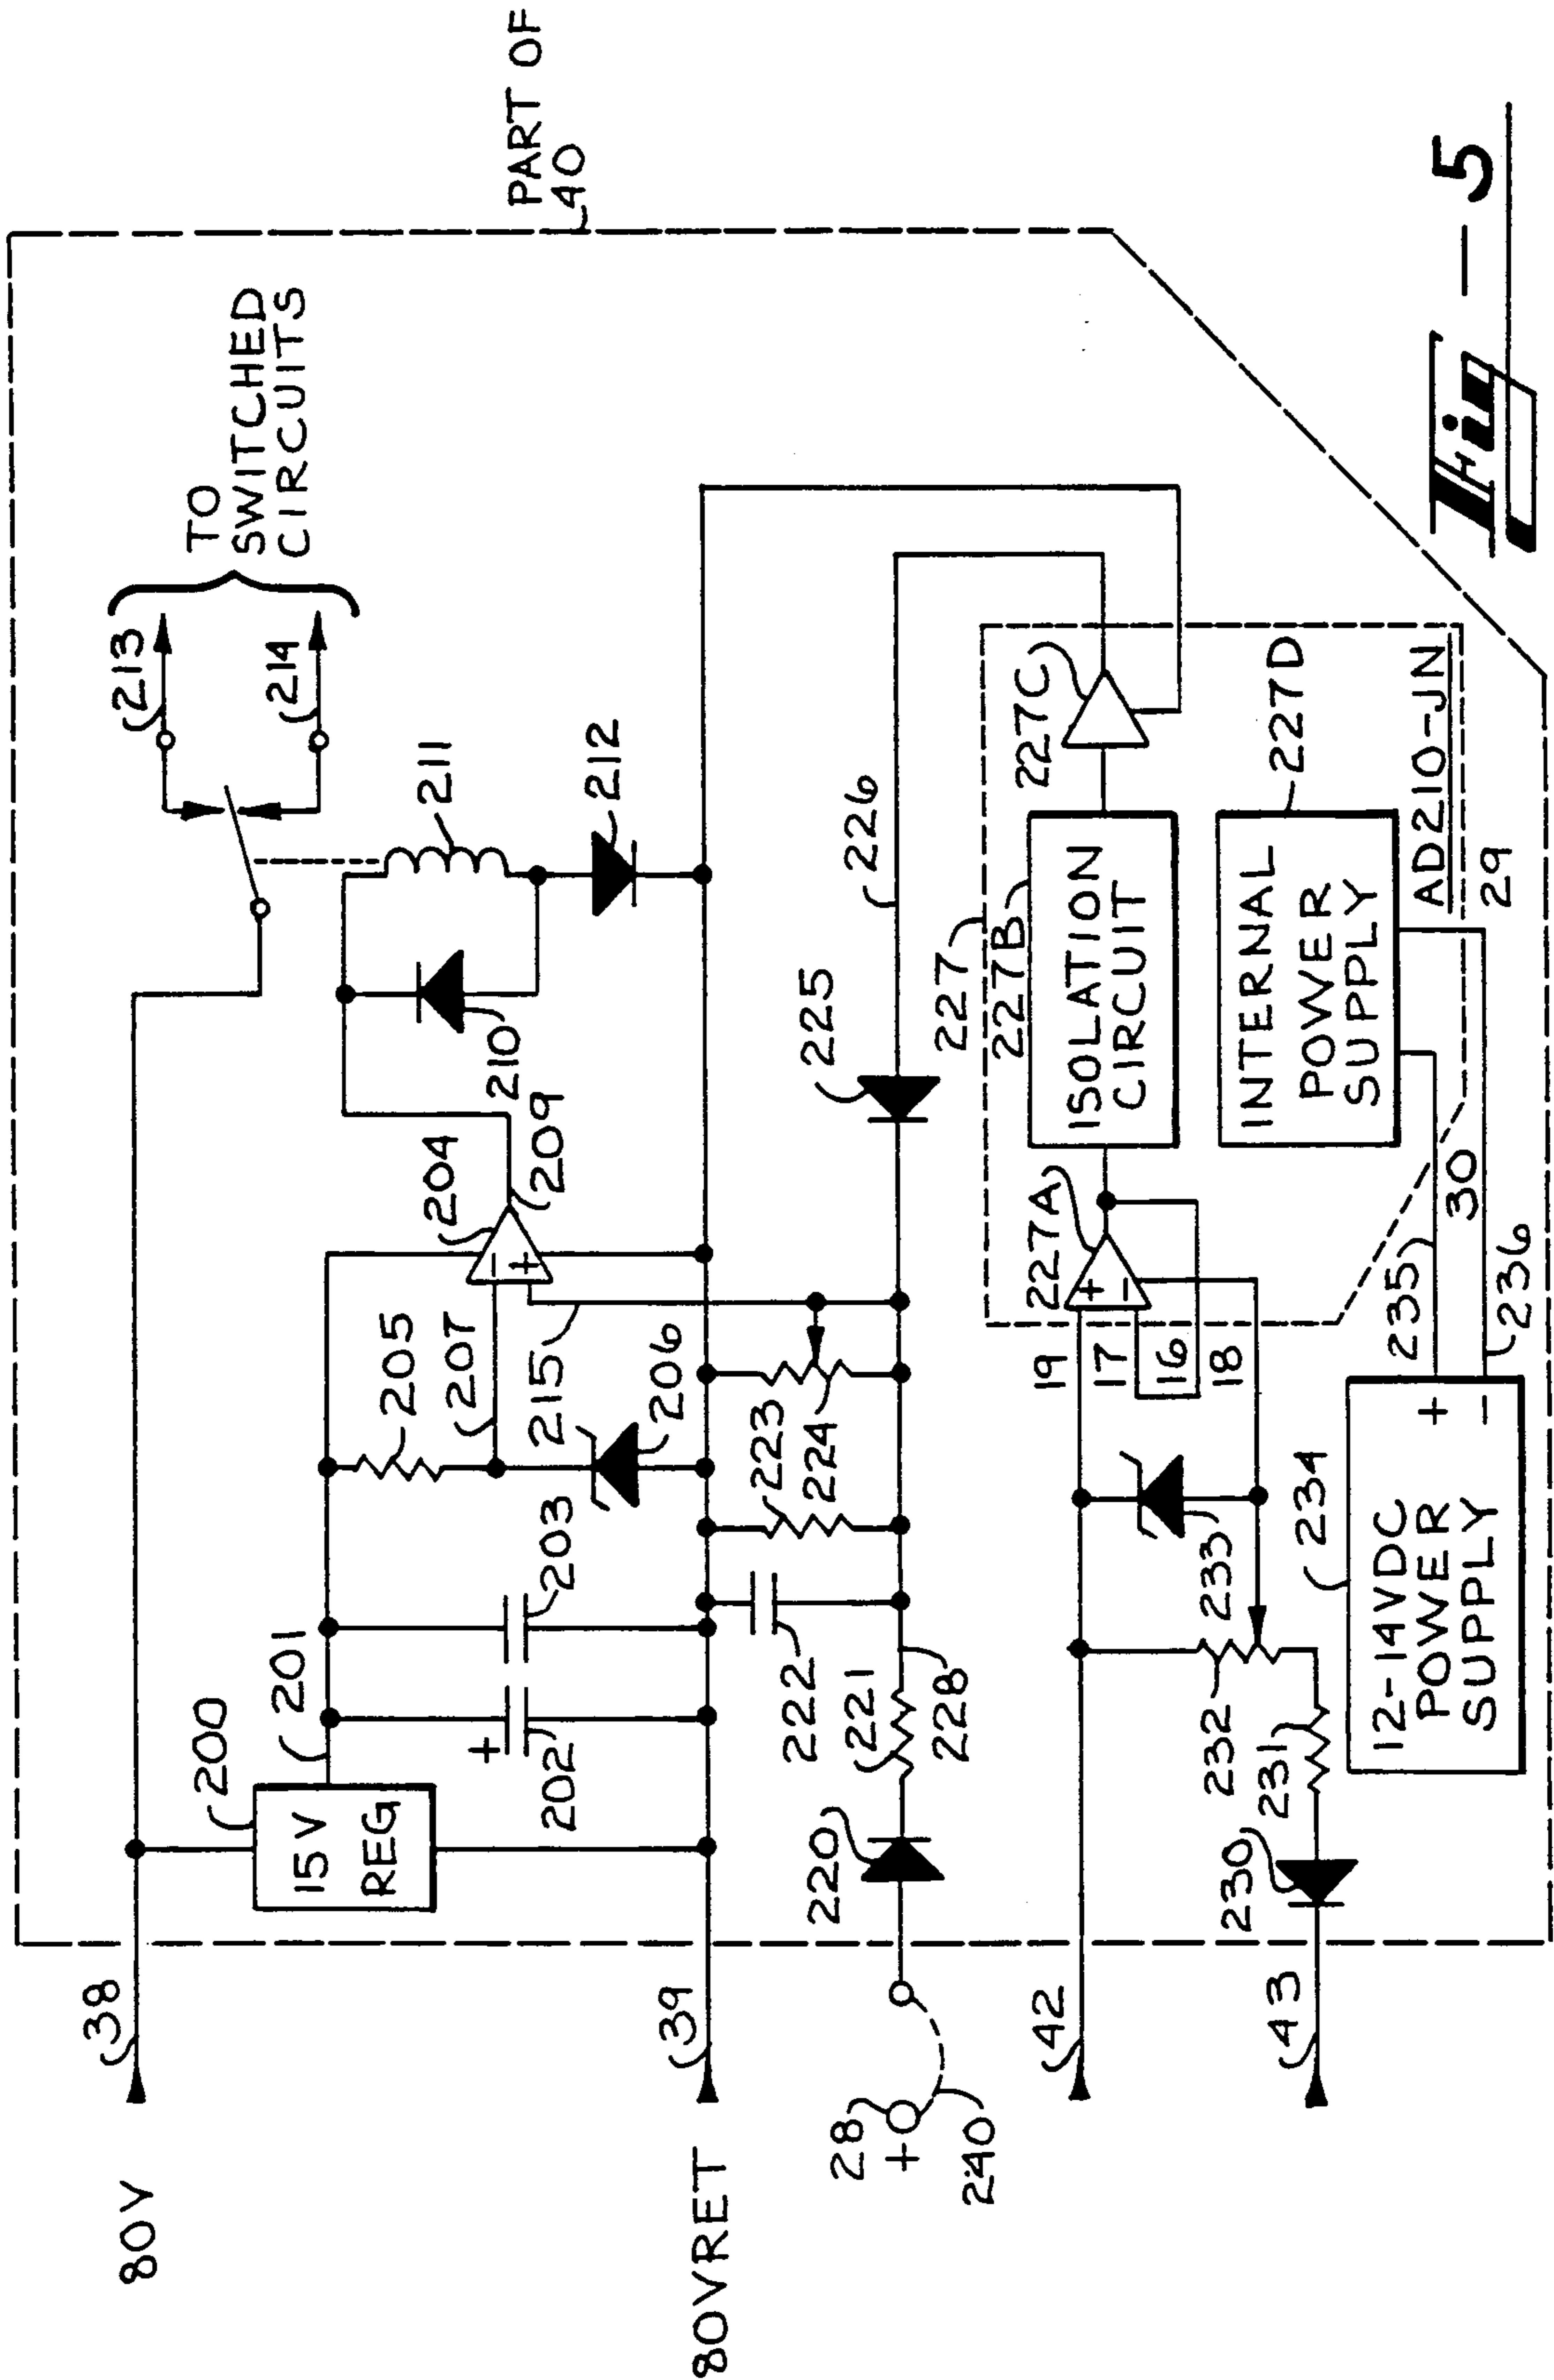 80V
38
200
201
15V
REG
202
203
205
207
204
209
210
211
212
213
214
TO
SWITCHED
CIRCUITS
PART OF
40
80VRET
39
215
206
+
-
+
28
+
240
220
221
222
228
223
224
225
226
42
43
230
231
232
233
19
17
16
18
227A
+
-
227
227B
ISOLATION
CIRCUIT
227C
INTERNAL
POWER
SUPPLY
227D
AD210-JN
29
30
234
12-14VDC
POWER
SUPPLY
+
-
235
236
Fig - 5